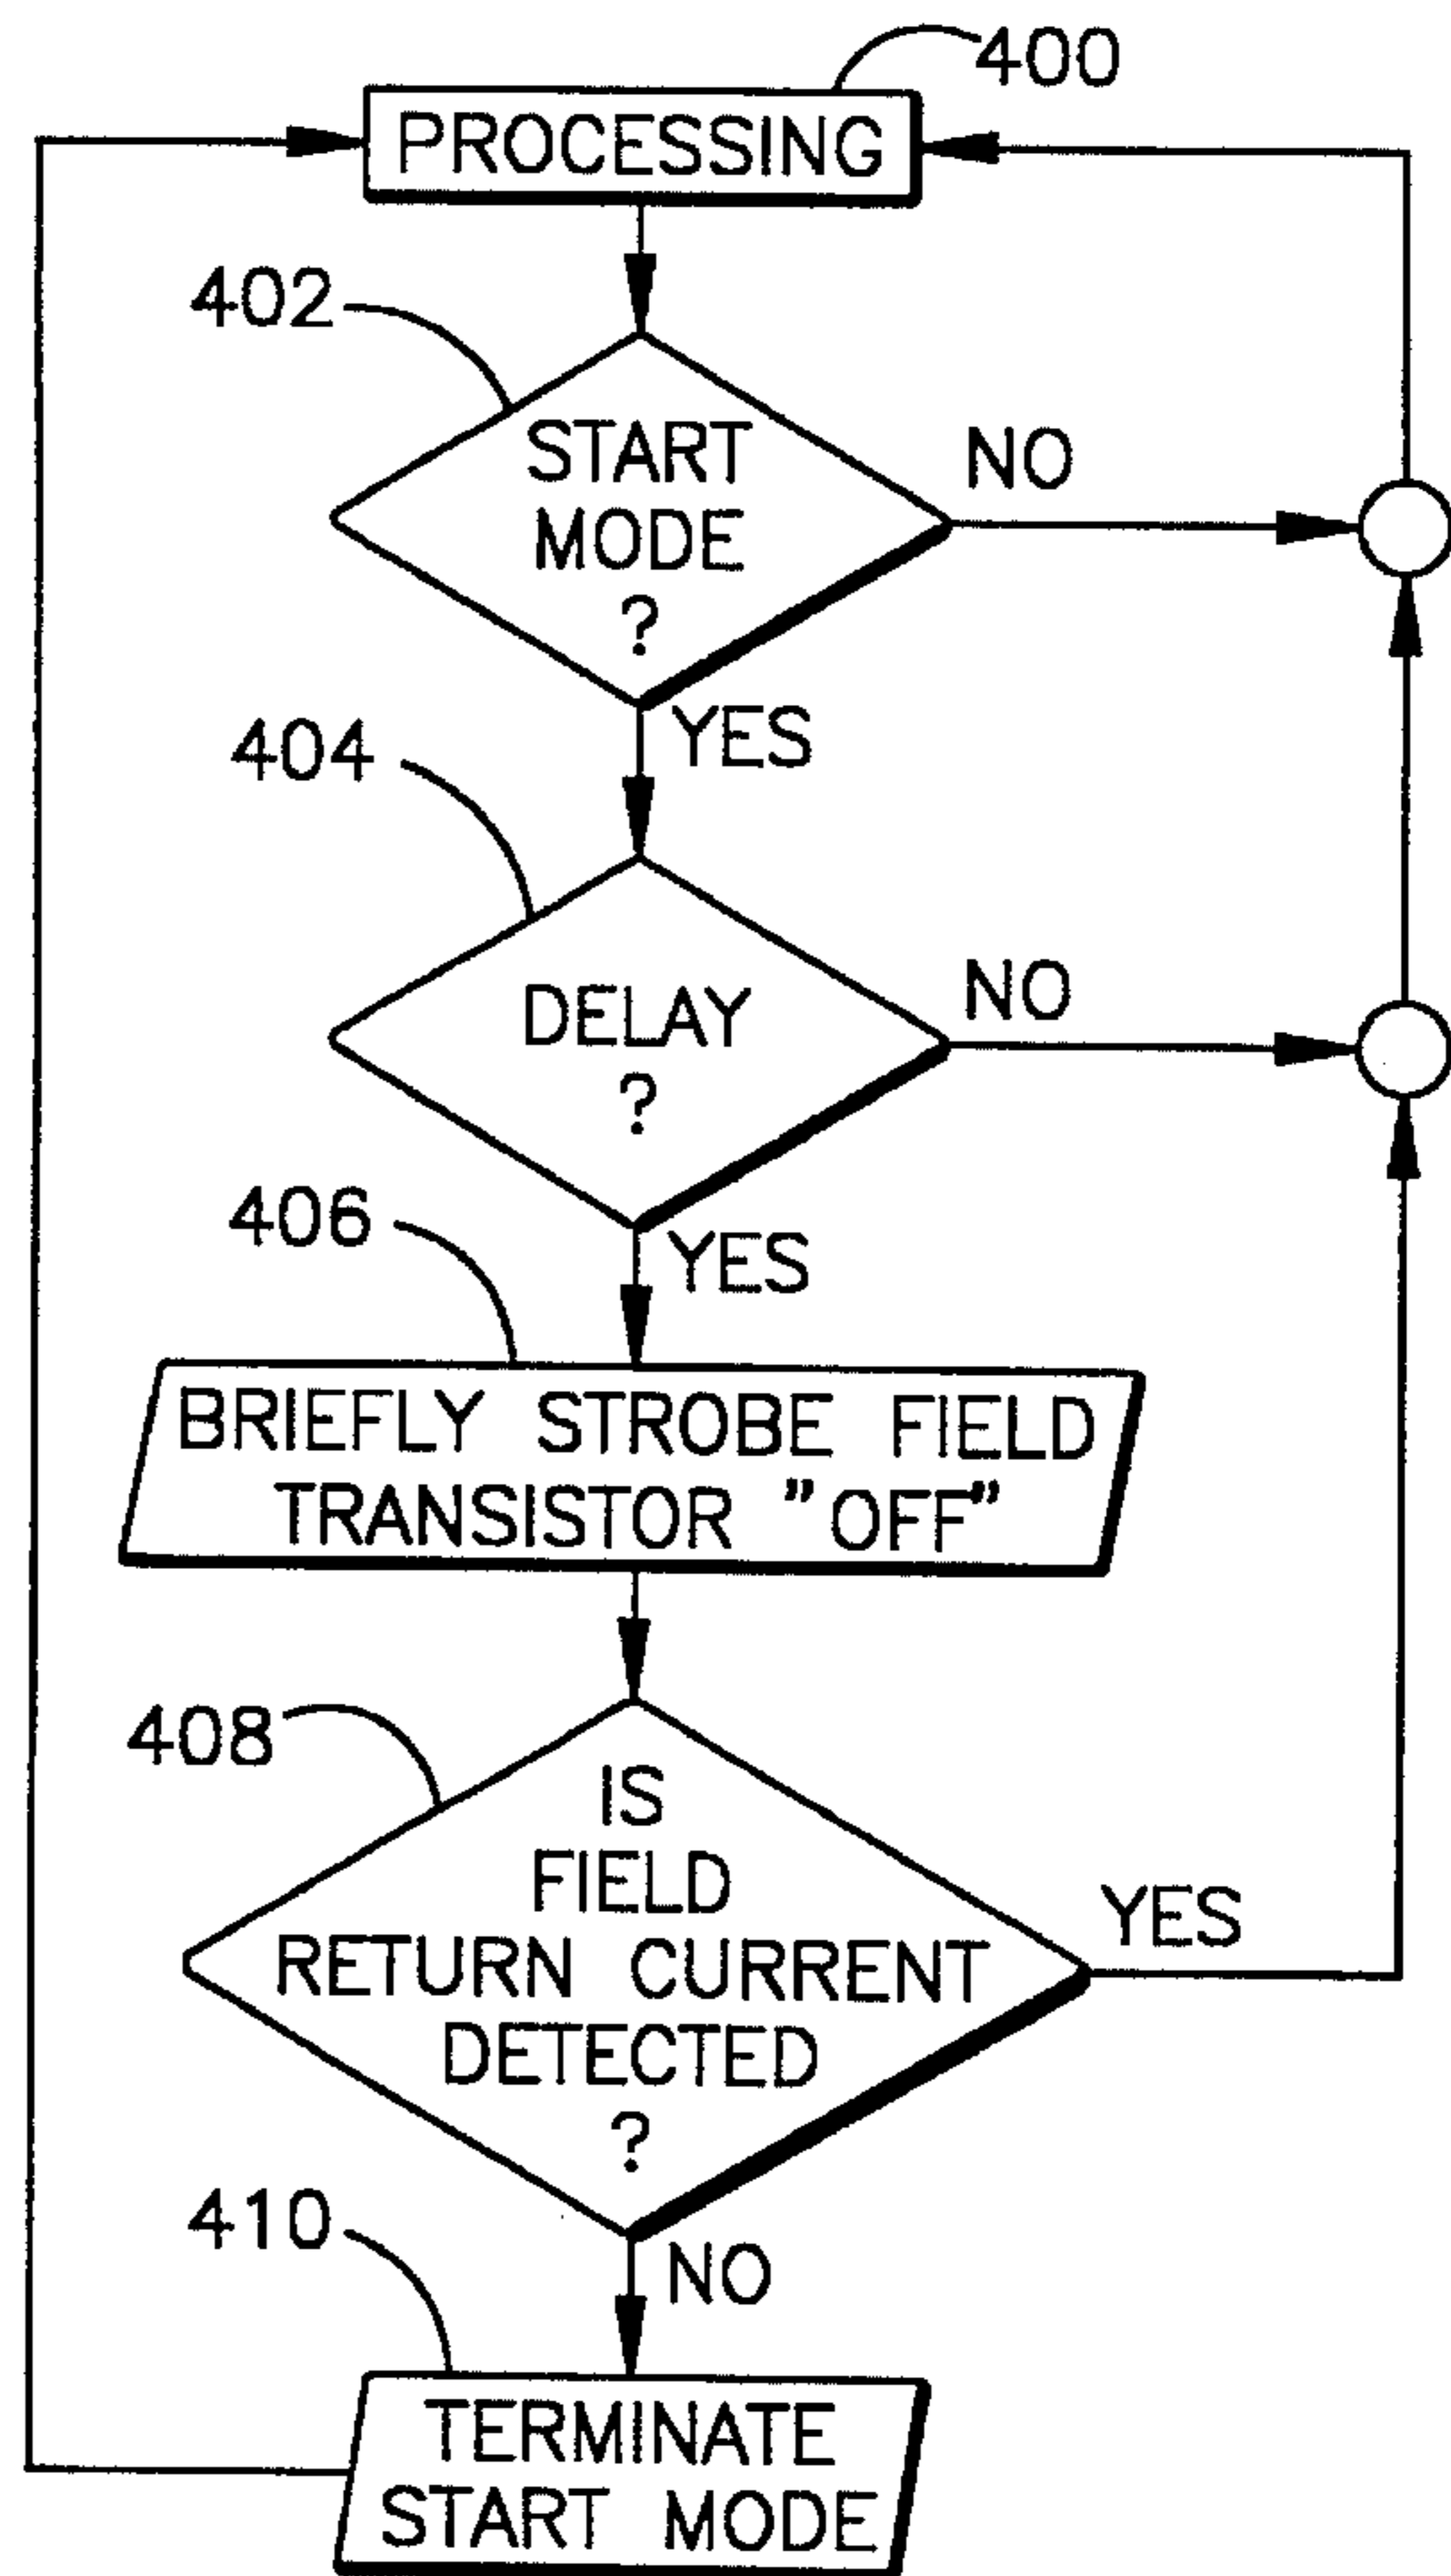 400
PROCESSING
402
START
MODE
?
NO
YES
404
DELAY
?
NO
YES
406
BRIEFLY STROBE FIELD
TRANSISTOR "OFF"
408
IS
FIELD
RETURN CURRENT
DETECTED
?
YES
NO
410
TERMINATE
START MODE